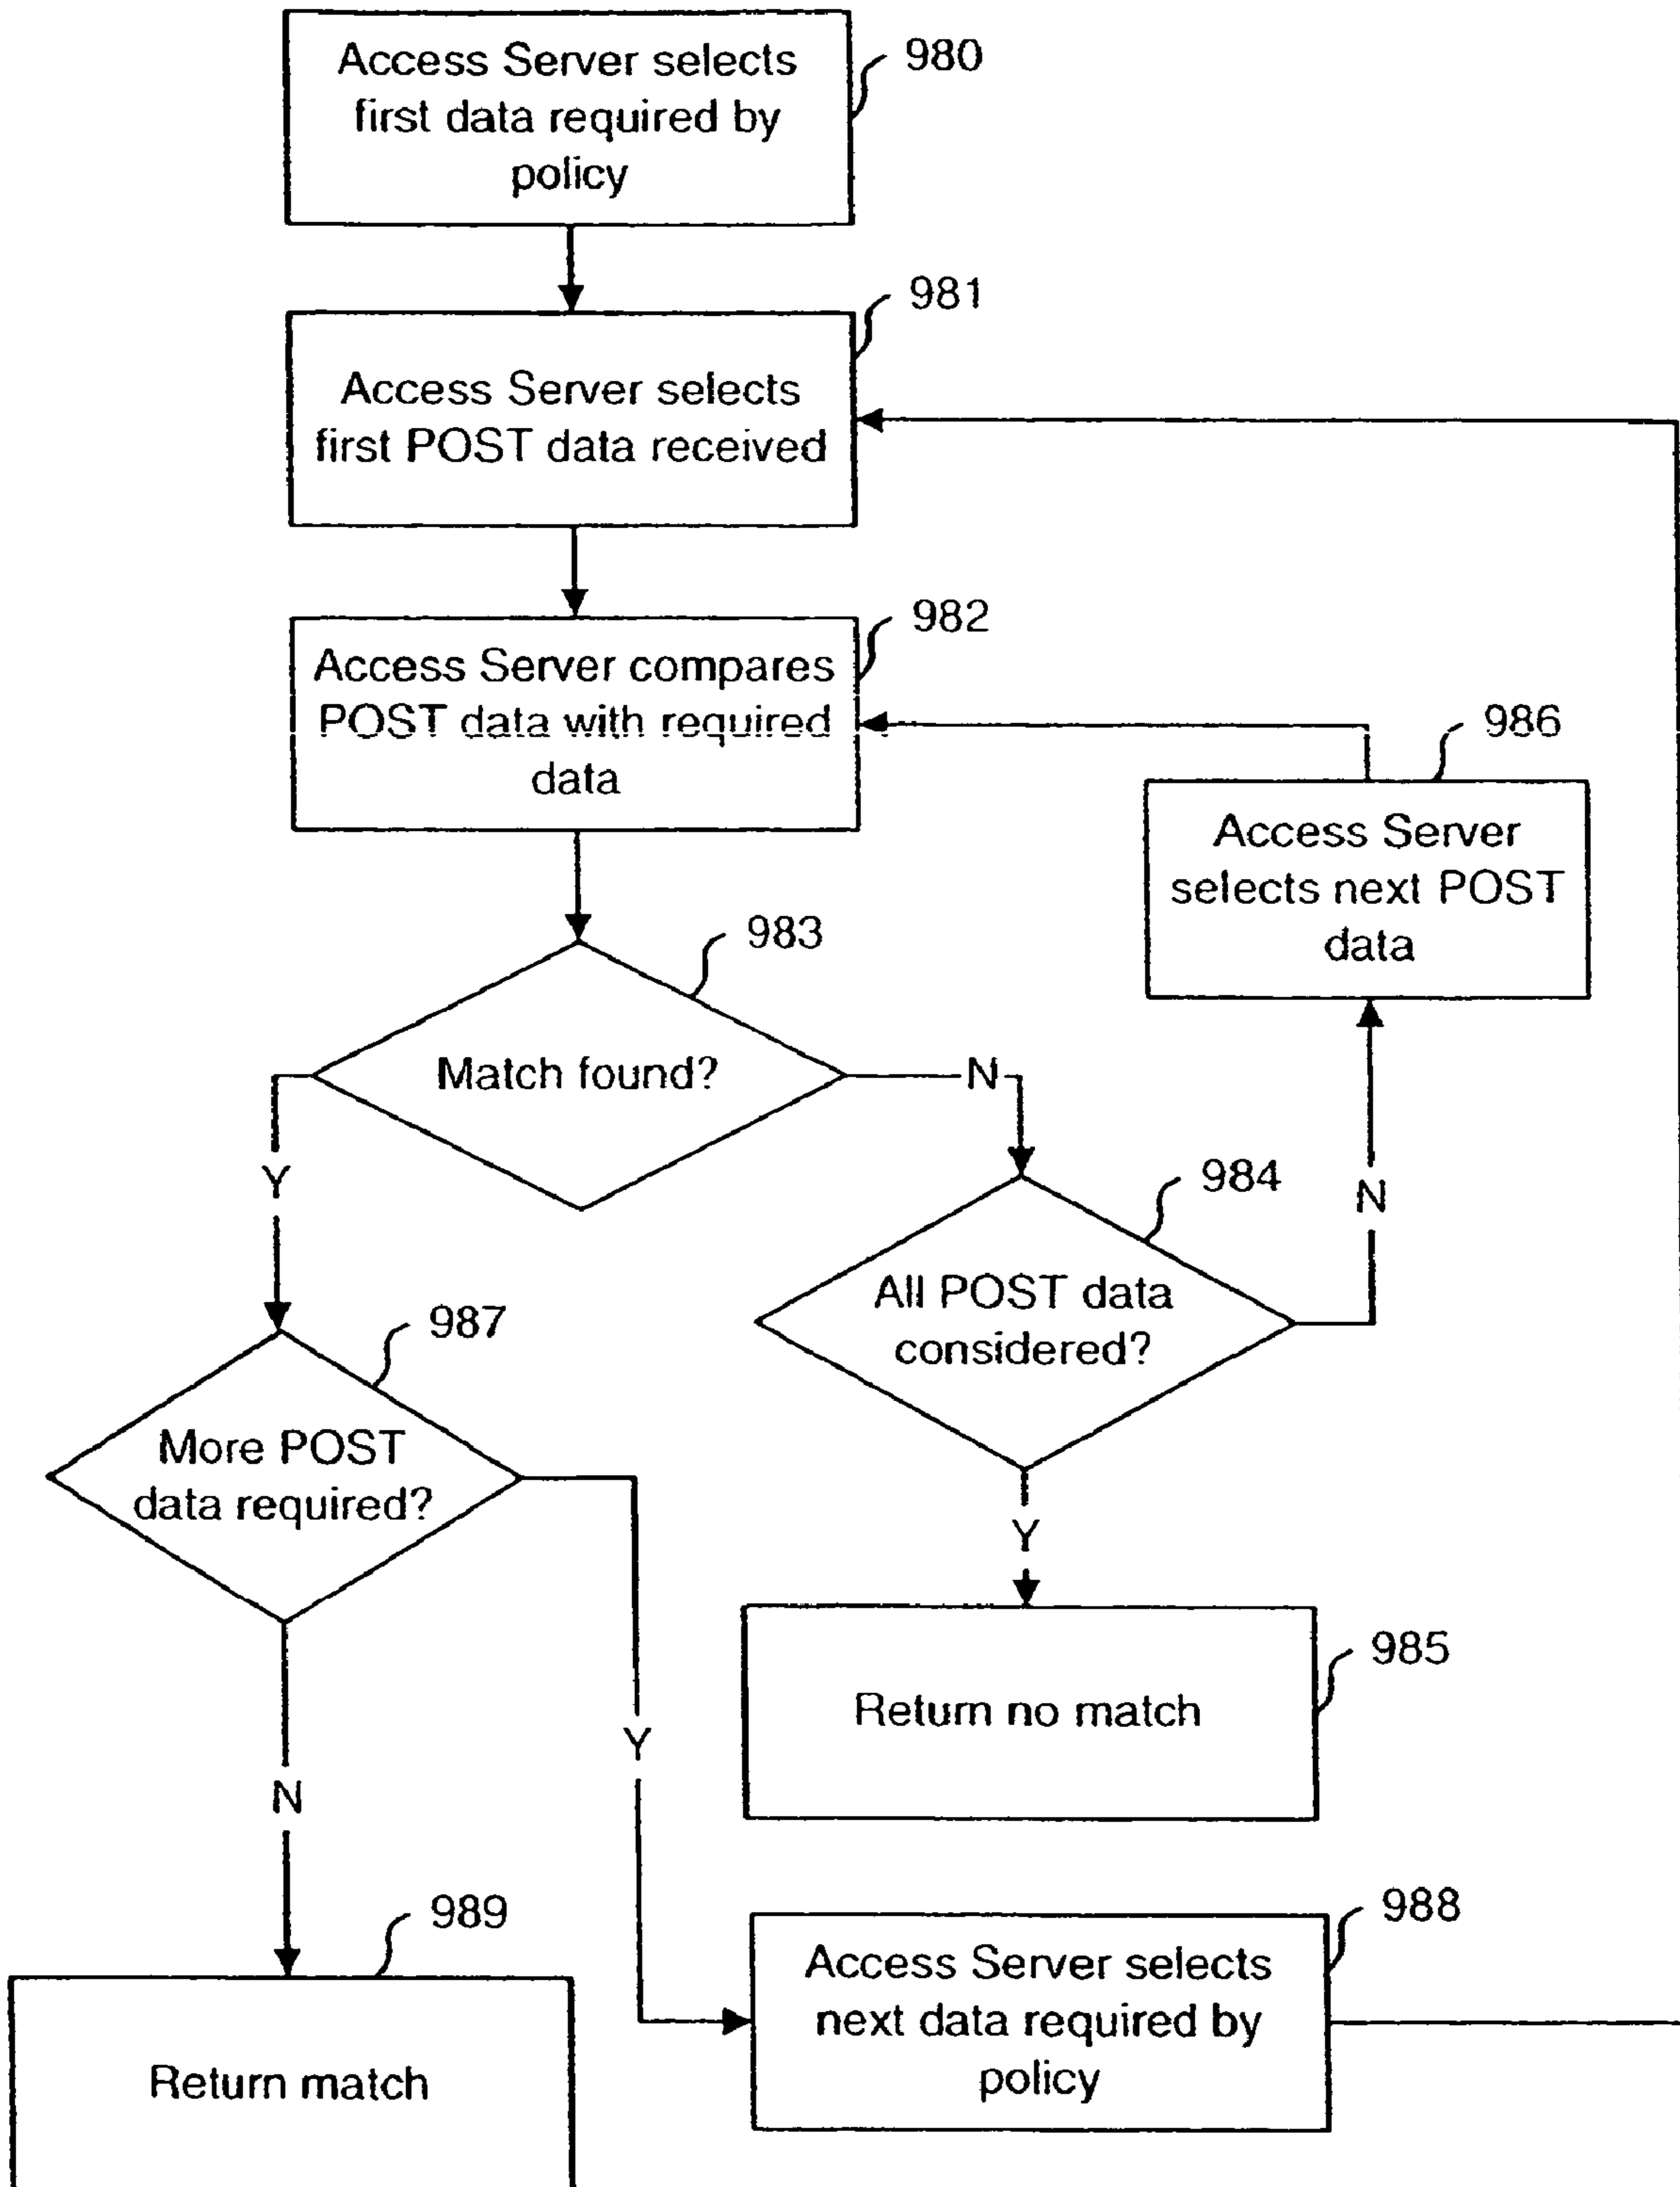 Access Server selects
first data required by
policy
980
Access Server selects
first POST data received
981
Access Server compares
POST data with required
data
982
Access Server
selects next POST
data
986
Match found?
983
Y
N
All POST data
considered?
984
N
Y
More POST
data required?
987
N
Y
Return no match
985
Access Server selects
next data required by
policy
988
Return match
989